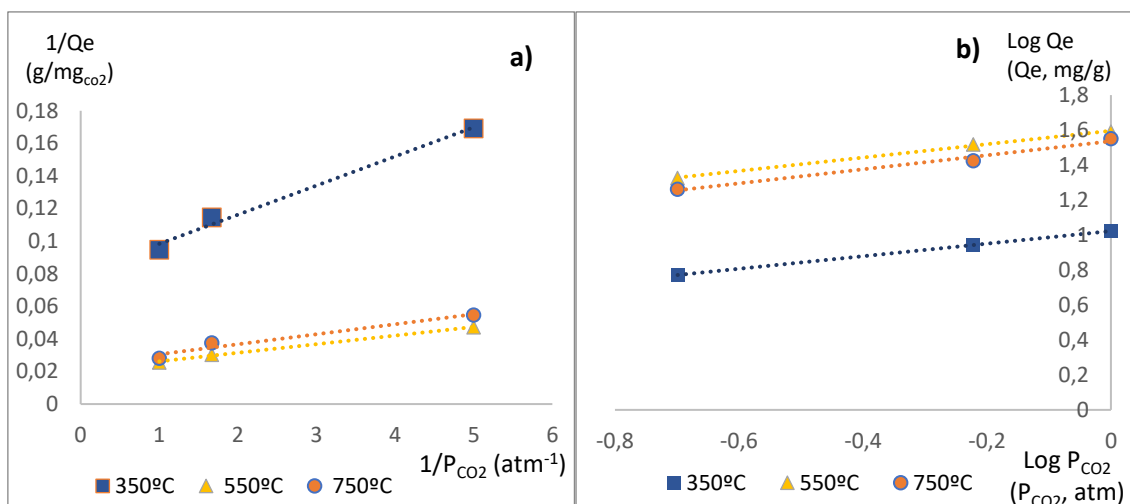 1/Qe
(g/mgco2)
a)
0,18
0,16
0,14
0,12
0,1
0,08
0,06
0,04
0,02
0
0 1 2 3 4 5 6
1/PCO2 (atm-1)
350ºC 550ºC 750ºC
b)
Log Qe
(Qe, mg/g)
1,8
1,6
1,4
1,2
1
0,8
0,6
0,4
0,2
0
-0,8 -0,6 -0,4 -0,2 0
Log PCO2
(PCO2, atm)
350ºC 550ºC 750ºC